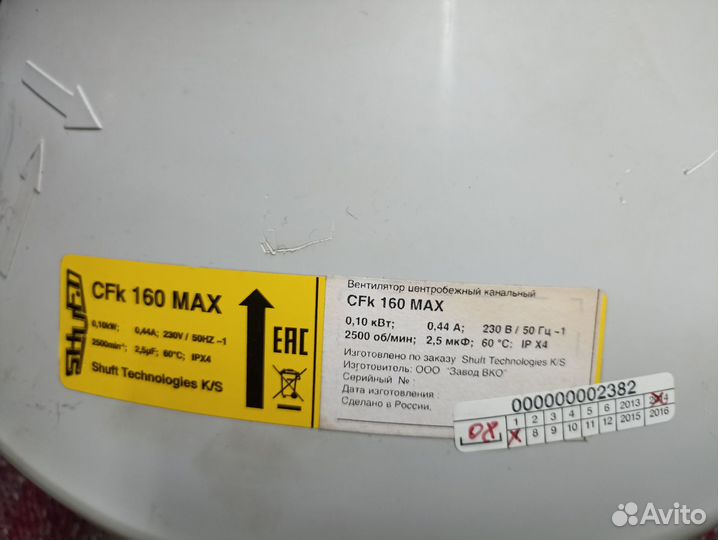 Shuft
CFk 160 MAX
0,10kW; 0,44A; 230V / 50HZ ~1
2500min⁻¹; 2,5µF; 60°C; IPX4
Shuft Technologies K/S
EAC
Вентилятор центробежный канальный
CFk 160 MAX
0,10 кВт; 0,44 А; 230 В / 50 Гц ~1
2500 об/мин; 2,5 мкФ; 60 °C; IP X4
Изготовлено по заказу Shuft Technologies K/S
Изготовитель: ООО "Завод ВКО"
Серийный № :
Дата изготовления :
Сделано в России.
000000002382
08
1 2 3 4 5 6 2013 2014
8 9 10 11 12 2015 2016
Avito